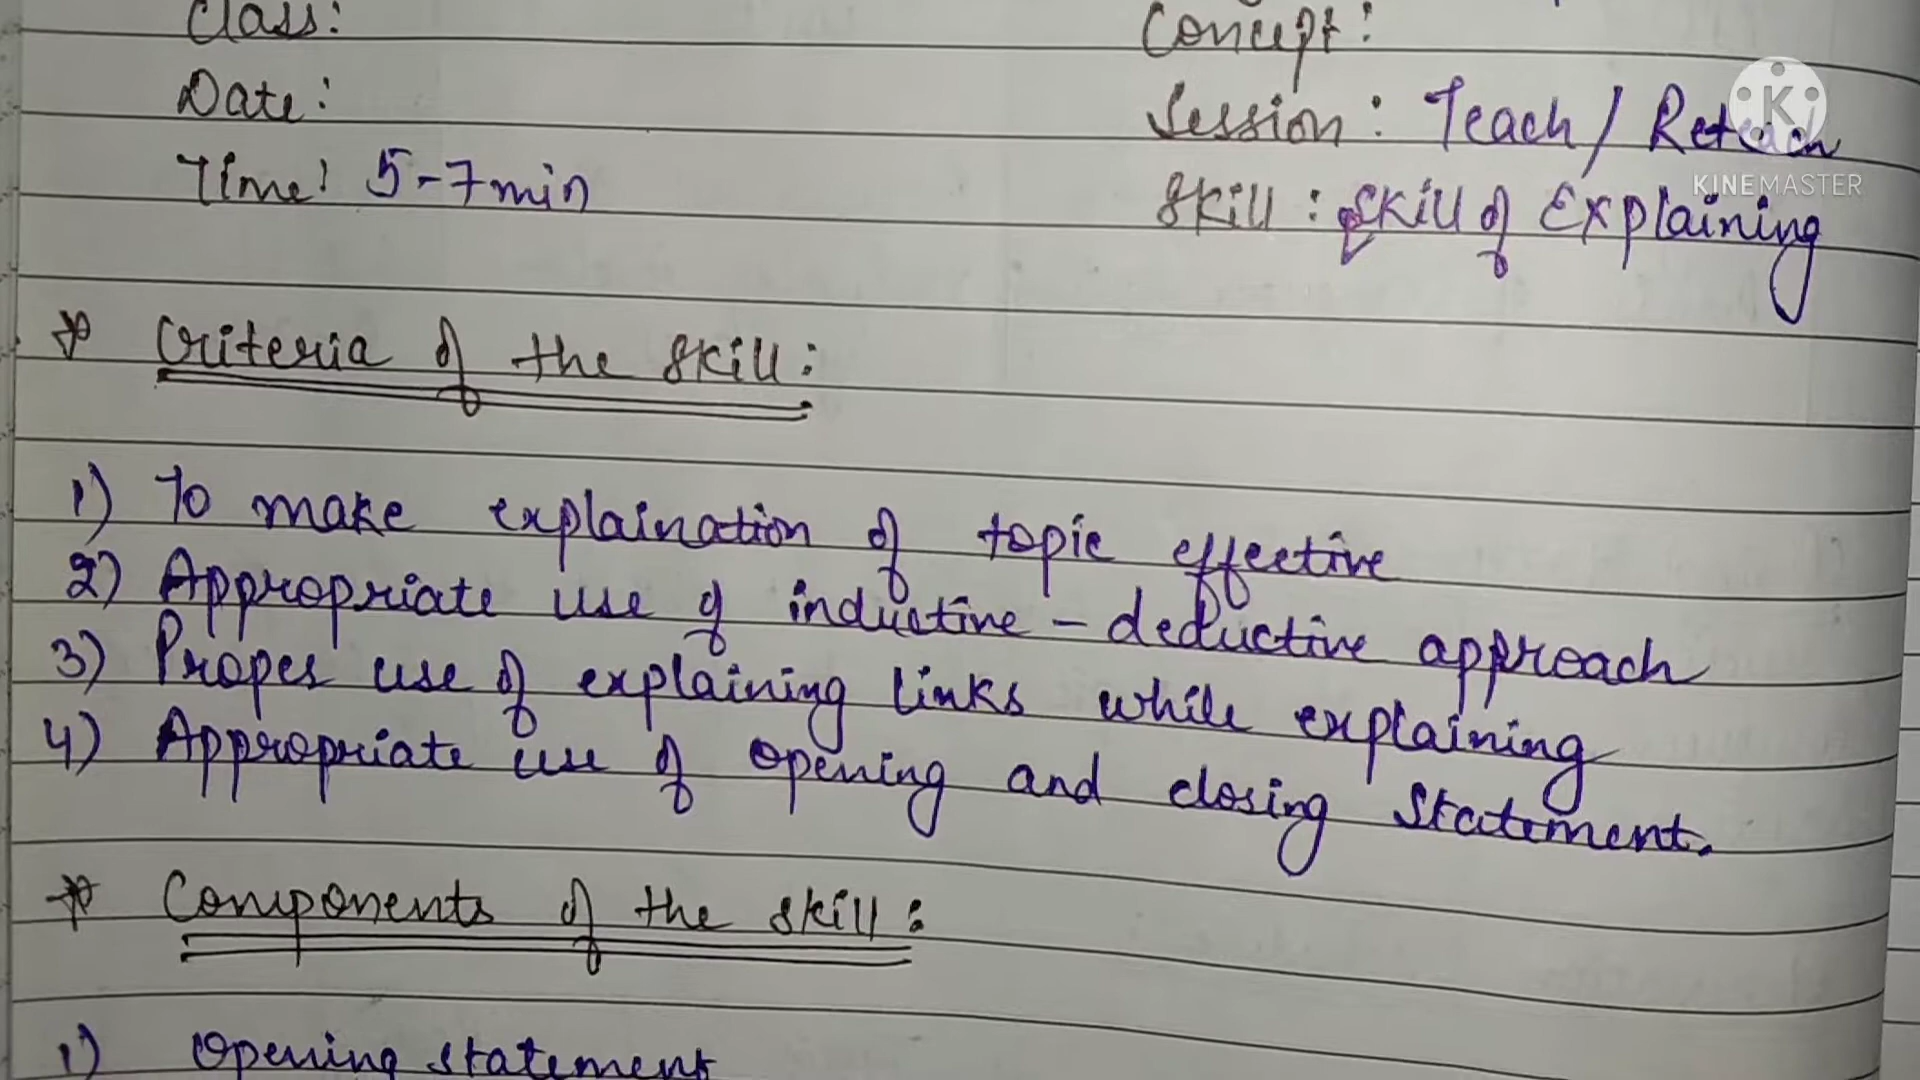 Class:
Concept:
Date:
Session: Teach / Reteach
Time: 5-7 min
Skill: Skill of Explaining
KINEMASTER
Criteria of the skill:
1) To make explaination of topic effective
2) Appropriate use of inductive - deductive approach
3) Proper use of explaining links while explaining
4) Appropriate use of opening and closing statement.
Components of the skill:
1) Opening statement